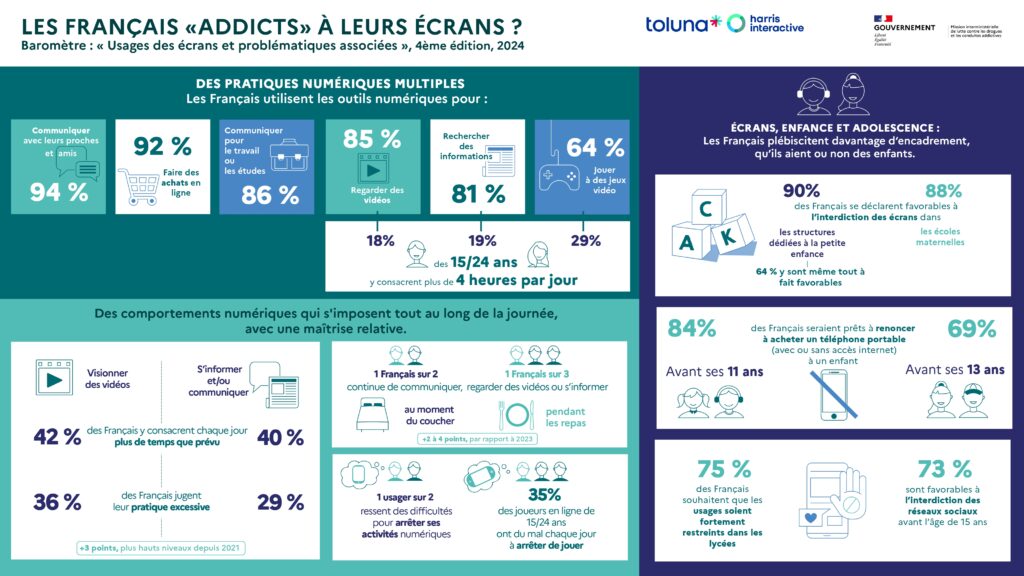 LES FRANÇAIS «ADDICTS» À LEURS ÉCRANS ?
Baromètre : « Usages des écrans et problématiques associées », 4ème édition, 2024
toluna*
harris
interactive
GOUVERNEMENT
Liberté
Égalité
Fraternité
Mission interministérielle
de lutte contre les drogues
et les conduites addictives
DES PRATIQUES NUMÉRIQUES MULTIPLES
Les Français utilisent les outils numériques pour :
Communiquer
avec leurs proches
et amis
94 %
92 %
Faire des
achats en
ligne
Communiquer
pour
le travail
ou
les études
86 %
85 %
Regarder des
vidéos
Rechercher
des
informations
81 %
64 %
Jouer
à des jeux
vidéo
18%
19%
29%
des 15/24 ans
y consacrent plus de 4 heures par jour
Des comportements numériques qui s'imposent tout au long de la journée,
avec une maîtrise relative.
Visionner
des vidéos
S'informer
et/ou
communiquer
42 %
des Français y consacrent chaque jour
plus de temps que prévu
40 %
36 %
des Français jugent
leur pratique excessive
29 %
+3 points, plus hauts niveaux depuis 2021
1 Français sur 2
1 Français sur 3
continue de communiquer, regarder des vidéos ou s'informer
au moment
du coucher
pendant
les repas
+2 à 4 points, par rapport à 2023
1 usager sur 2
ressent des difficultés
pour arrêter ses
activités numériques
35%
des joueurs en ligne de
15/24 ans
ont du mal chaque jour
à arrêter de jouer
ÉCRANS, ENFANCE ET ADOLESCENCE :
Les Français plébiscitent davantage d'encadrement,
qu'ils aient ou non des enfants.
C
A
K
90%
88%
des Français se déclarent favorables à
l'interdiction des écrans dans
les structures
dédiées à la petite
enfance
les écoles
maternelles
64 % y sont même tout à
fait favorables
84%
des Français seraient prêts à renoncer
à acheter un téléphone portable
(avec ou sans accès internet)
à un enfant
69%
Avant ses 11 ans
Avant ses 13 ans
75 %
des Français
souhaitent que les
usages soient
fortement
restreints dans les
lycées
73 %
sont favorables à
l'interdiction des
réseaux sociaux
avant l'âge de 15 ans